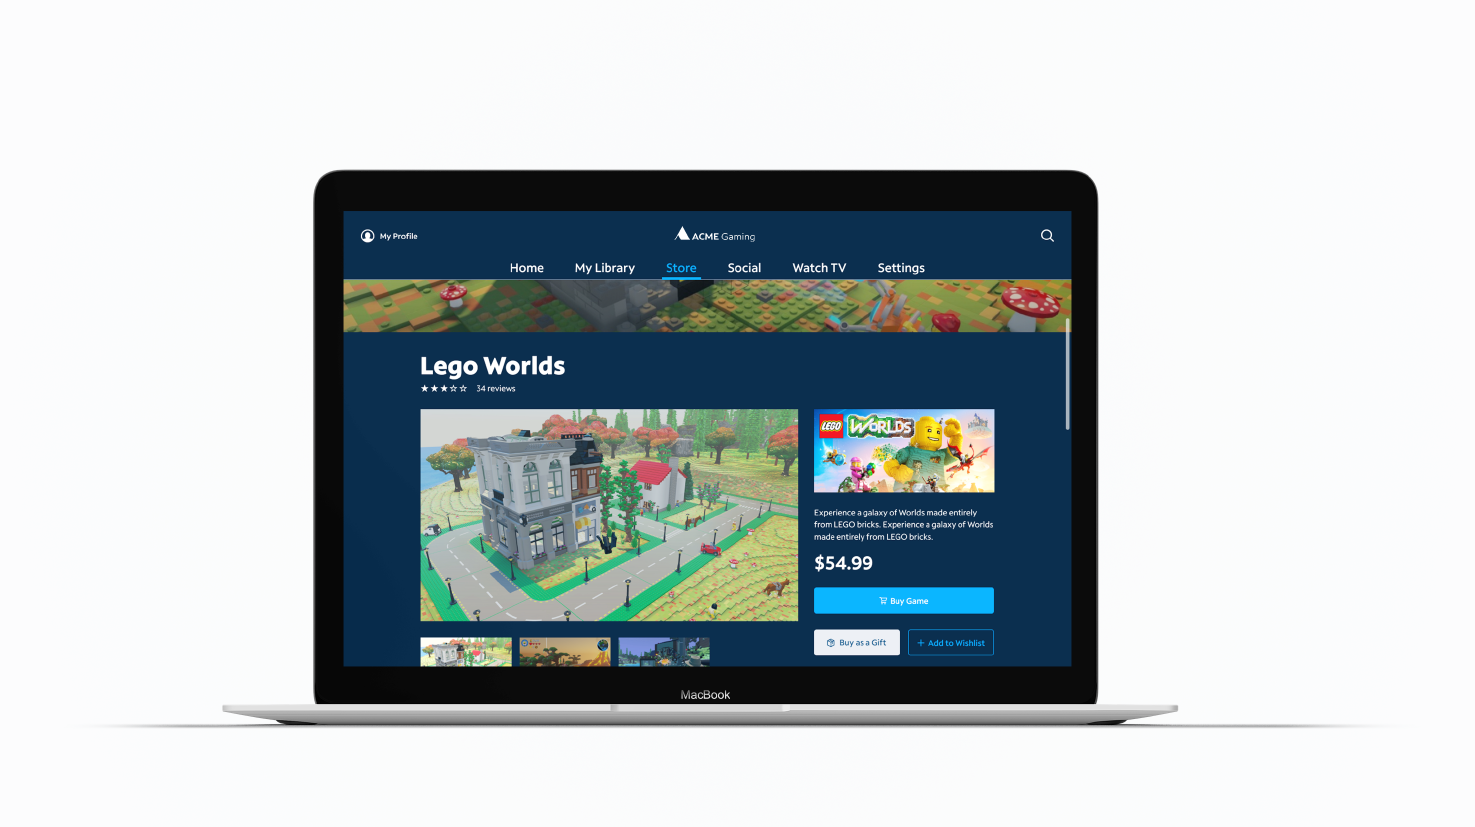 My Profile
ACME Gaming
Home
My Library
Store
Social
Watch TV
Settings
Lego Worlds
34 reviews
LEGO
WORLDS
Experience a galaxy of Worlds made entirely
from LEGO bricks. Experience a galaxy of Worlds
made entirely from LEGO bricks.
$54.99
Buy Game
Buy as a Gift
Add to Wishlist
MacBook